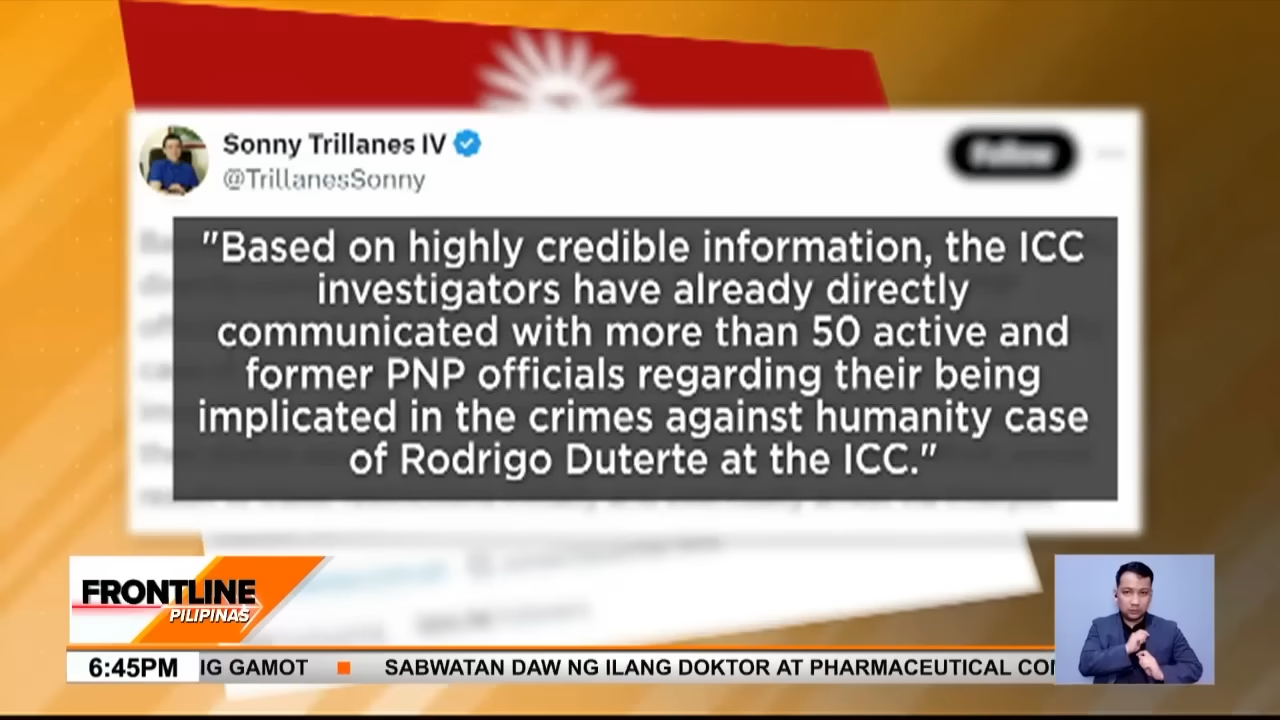 Sonny Trillanes IV
@TrillanesSonny
"Based on highly credible information, the ICC
investigators have already directly
communicated with more than 50 active and
former PNP officials regarding their being
implicated in the crimes against humanity case
of Rodrigo Duterte at the ICC."
FRONTLINE
PILIPINAS
6:45PM
IG GAMOT ■ SABWATAN DAW NG ILANG DOKTOR AT PHARMACEUTICAL